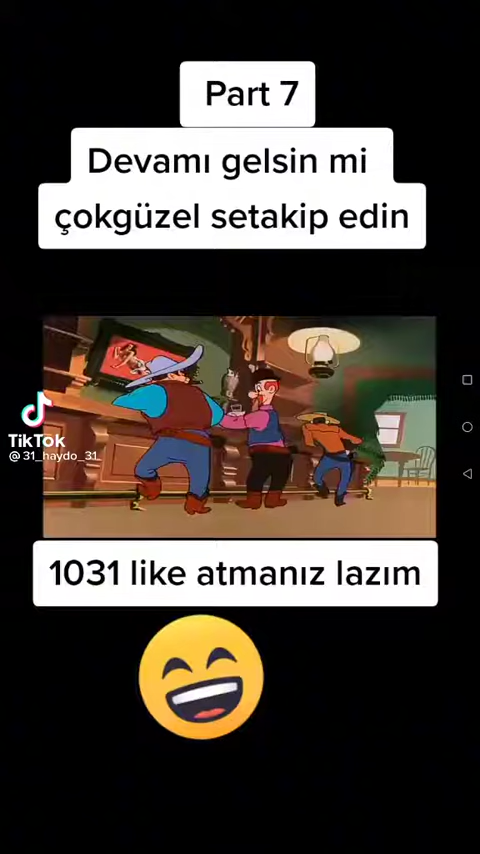 Part 7
Devamı gelsin mi
çokgüzel setakip edin
TikTok
@31_haydo_31
1031 like atmanız lazım